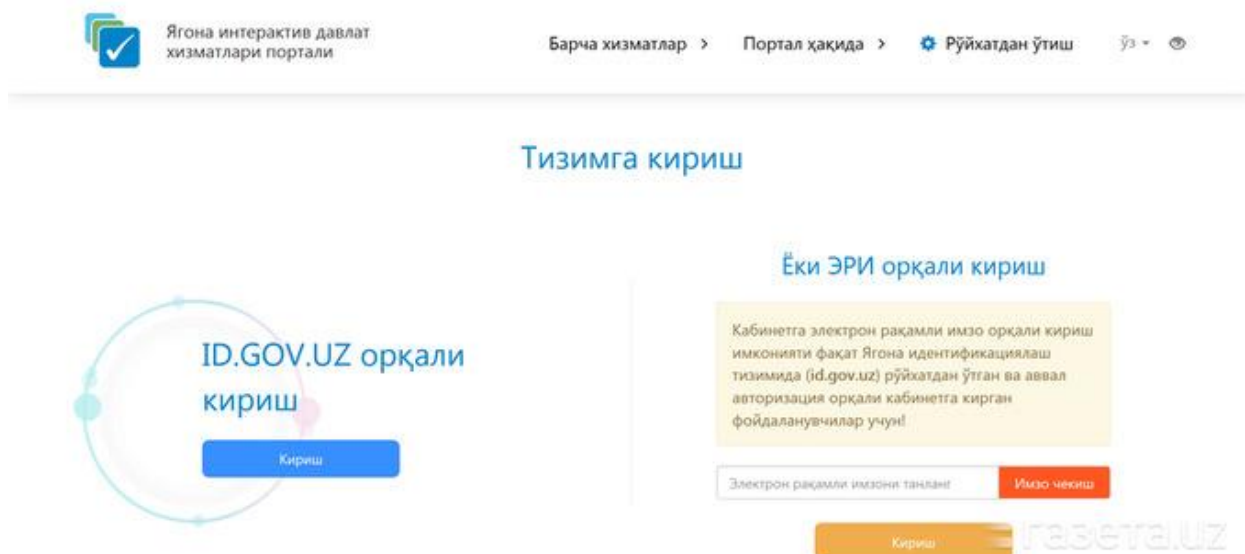 Ягона интерактив давлат
хизматлари портали
Барча хизматлар
Портал ҳақида
Рўйхатдан ўтиш
ўз
Тизимга кириш
ID.GOV.UZ орқали
кириш
Кириш
Ёки ЭРИ орқали кириш
Кабинетга электрон рақамли имзо орқали кириш
имконияти фақат Ягона идентификациялаш
тизимида (id.gov.uz) рўйхатдан ўтган ва аввал
авторизация орқали кабинетга кирган
фойдаланувчилар учун!
Электрон рақамли имзони танланг
Имзо чекиш
Кириш
газета.uz